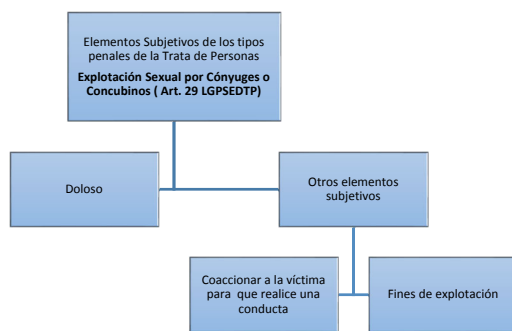 Elementos Subjetivos de los tipos
penales de la Trata de Personas
Explotación Sexual por Cónyuges o
Concubinos ( Art. 29 LGPSEDTP)
Doloso
Otros elementos
subjetivos
Coaccionar a la víctima
para que realice una
conducta
Fines de explotación